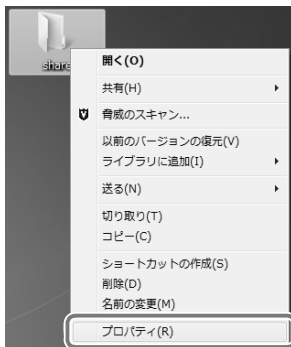 share
開く(O)
共有(H)
脅威のスキャン...
以前のバージョンの復元(V)
ライブラリに追加(I)
送る(N)
切り取り(T)
コピー(C)
ショートカットの作成(S)
削除(D)
名前の変更(M)
プロパティ(R)